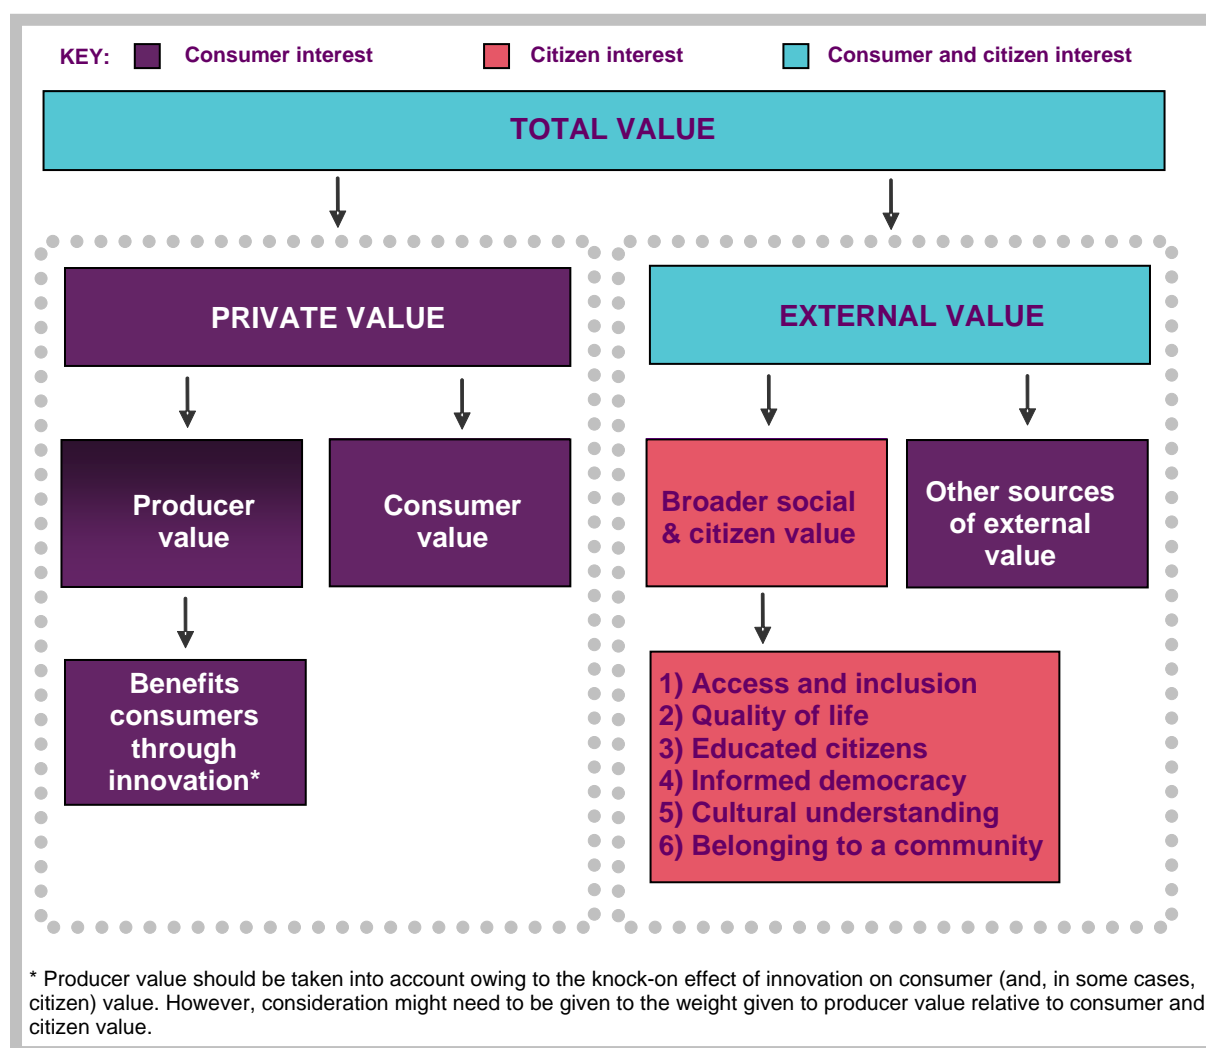 KEY: Consumer interest Citizen interest Consumer and citizen interest
TOTAL VALUE
PRIVATE VALUE
EXTERNAL VALUE
Producer
value
Consumer
value
Broader social
& citizen value
Other sources
of external
value
Benefits
consumers
through
innovation*
1) Access and inclusion
2) Quality of life
3) Educated citizens
4) Informed democracy
5) Cultural understanding
6) Belonging to a community
* Producer value should be taken into account owing to the knock-on effect of innovation on consumer (and, in some cases,
citizen) value. However, consideration might need to be given to the weight given to producer value relative to consumer and
citizen value.